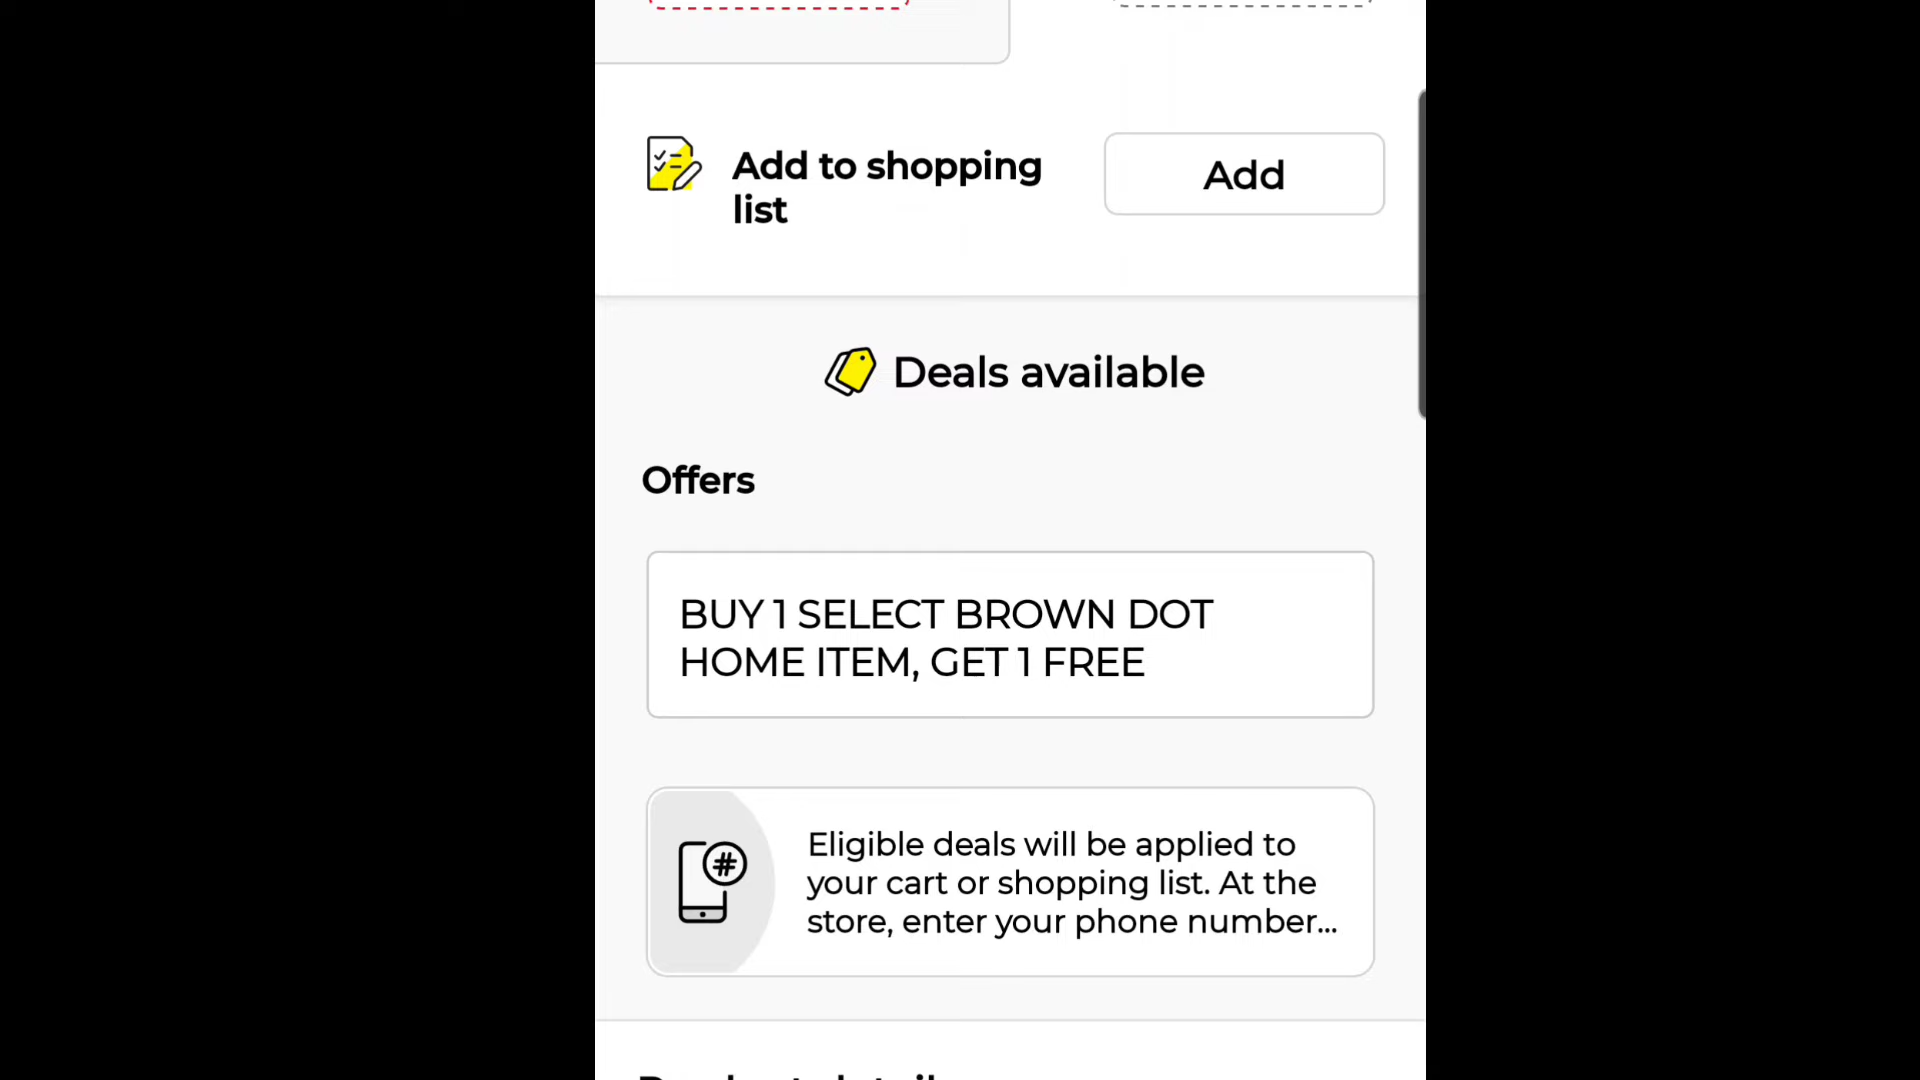 Add to shopping
list
Add
Deals available
Offers
BUY 1 SELECT BROWN DOT
HOME ITEM, GET 1 FREE
#
Eligible deals will be applied to
your cart or shopping list. At the
store, enter your phone number...